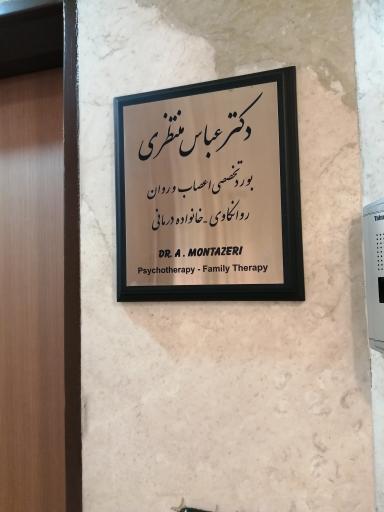 دکتر عباس منتظری
بورد تخصصی اعصاب و روان
روانکاوی - خانواده درمانی
DR. A. MONTAZERI
Psychotherapy - Family Therapy